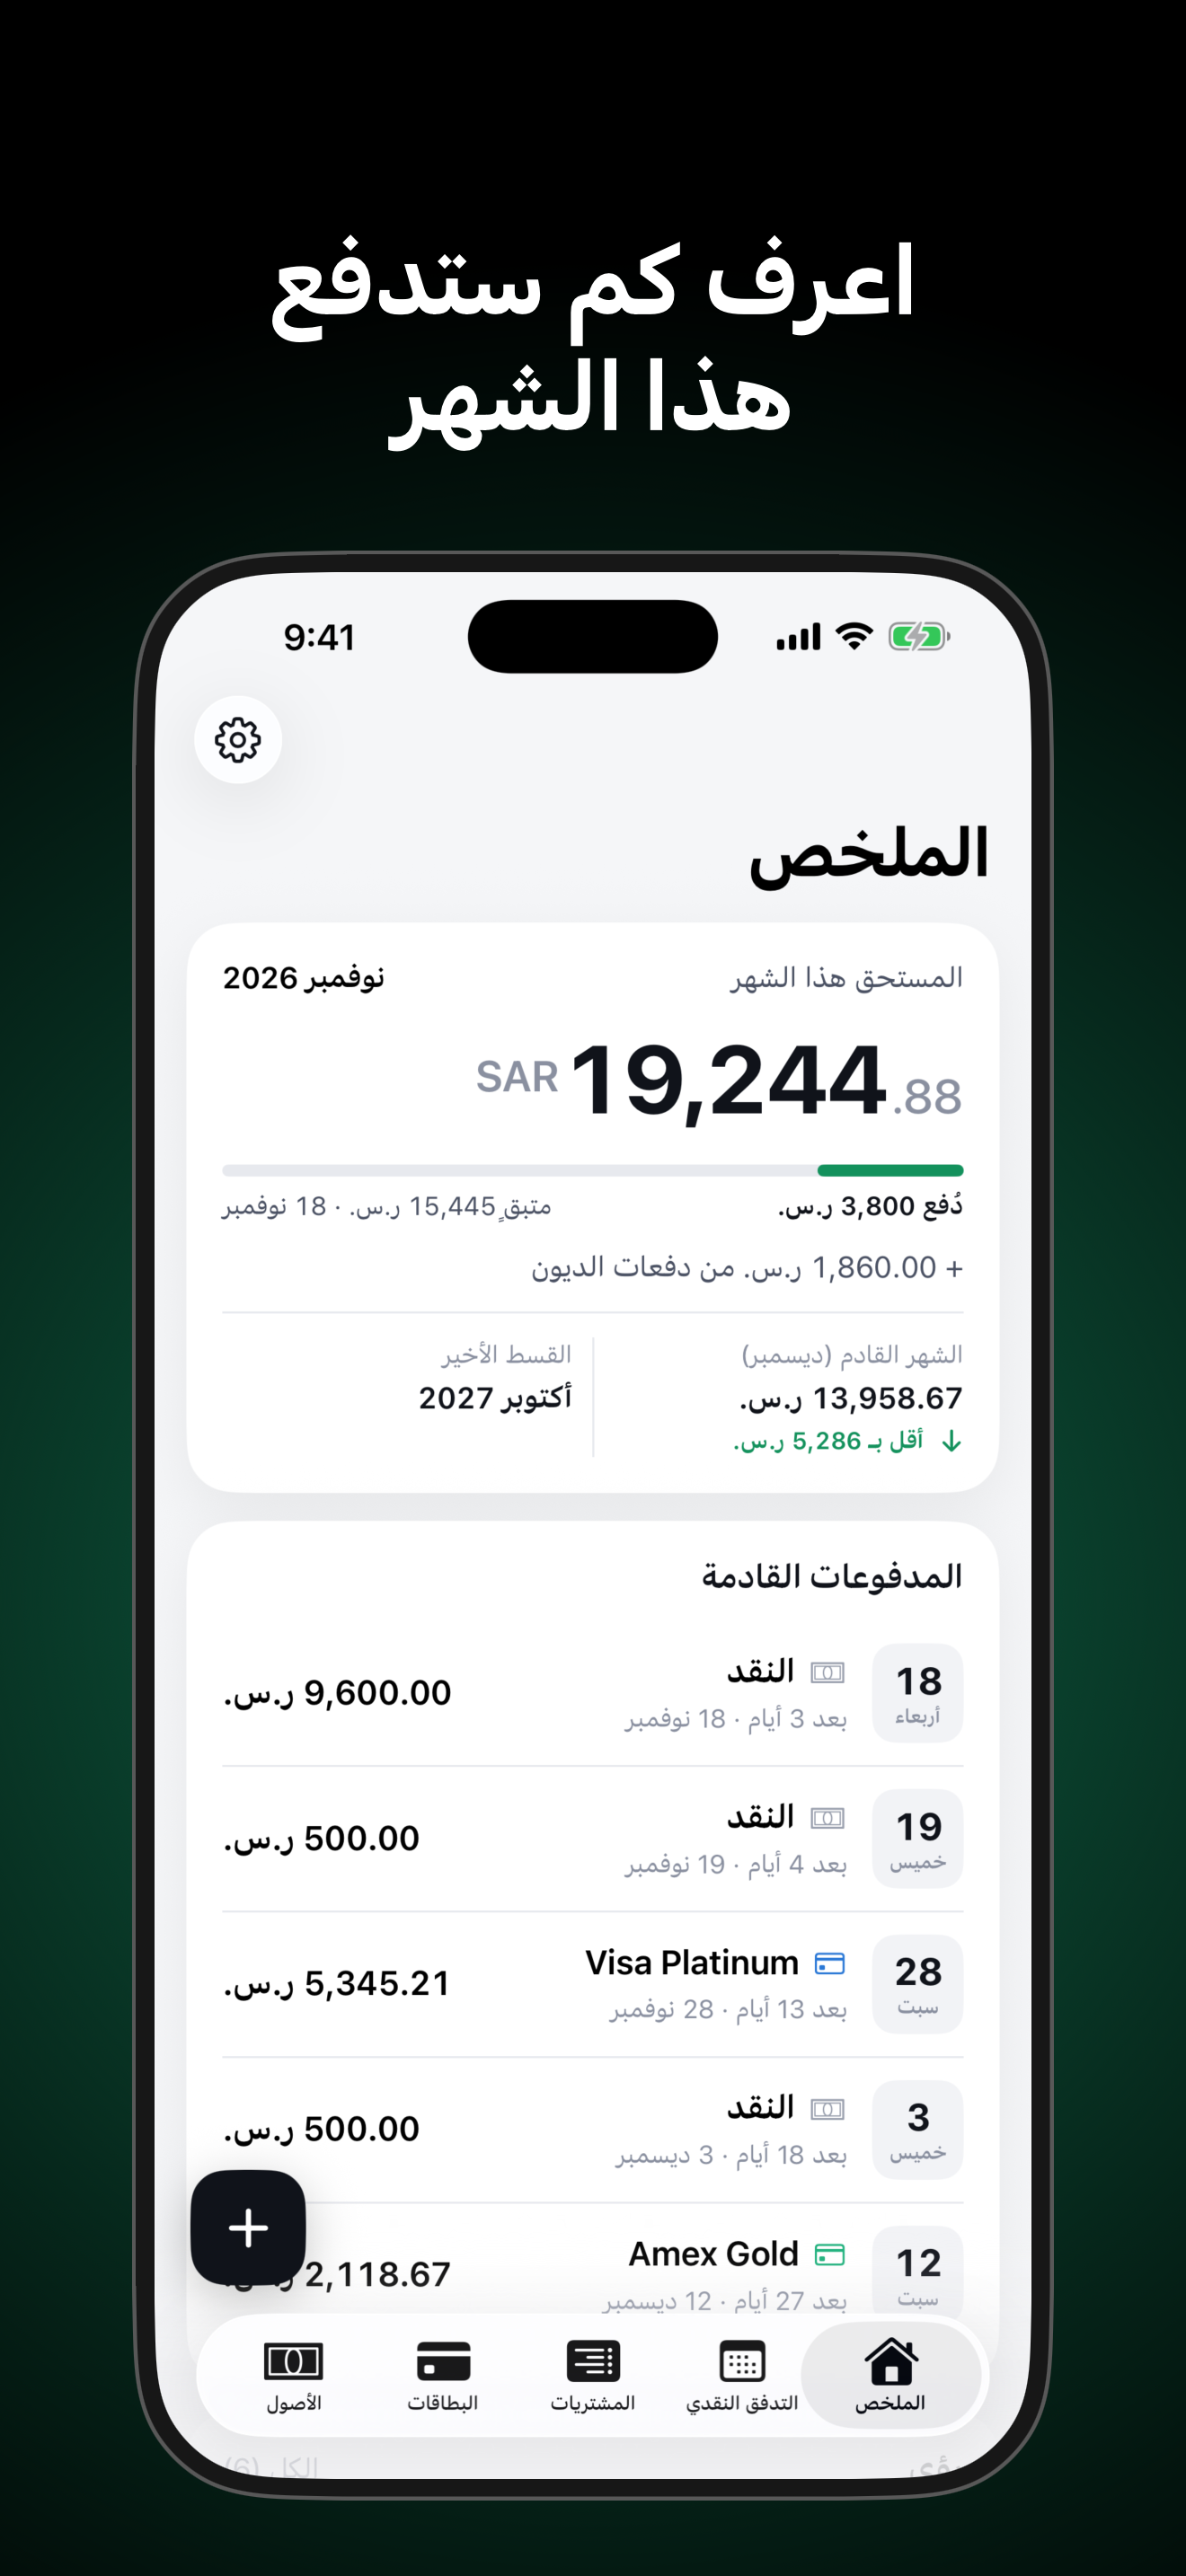 اعرف كم ستدفع
هذا الشهر
9:41
الملخص
المستحق هذا الشهر
نوفمبر 2026
SAR 19,244.88
دُفع 3,800 ر.س.
متبقٍ 15,445 ر.س. · 18 نوفمبر
+ 1,860.00 ر.س. من دفعات الديون
الشهر القادم (ديسمبر)
13,958.67 ر.س.
↓ أقل بـ 5,286 ر.س.
القسط الأخير
أكتوبر 2027
المدفوعات القادمة
18
أربعاء
النقد
بعد 3 أيام · 18 نوفمبر
9,600.00 ر.س.
19
خميس
النقد
بعد 4 أيام · 19 نوفمبر
500.00 ر.س.
28
سبت
Visa Platinum
بعد 13 أيام · 28 نوفمبر
5,345.21 ر.س.
3
خميس
النقد
بعد 18 أيام · 3 ديسمبر
500.00 ر.س.
12
سبت
Amex Gold
بعد 27 أيام · 12 ديسمبر
2,118.67
الملخص
التدفق النقدي
المشتريات
البطاقات
الأصول
الكل (6)